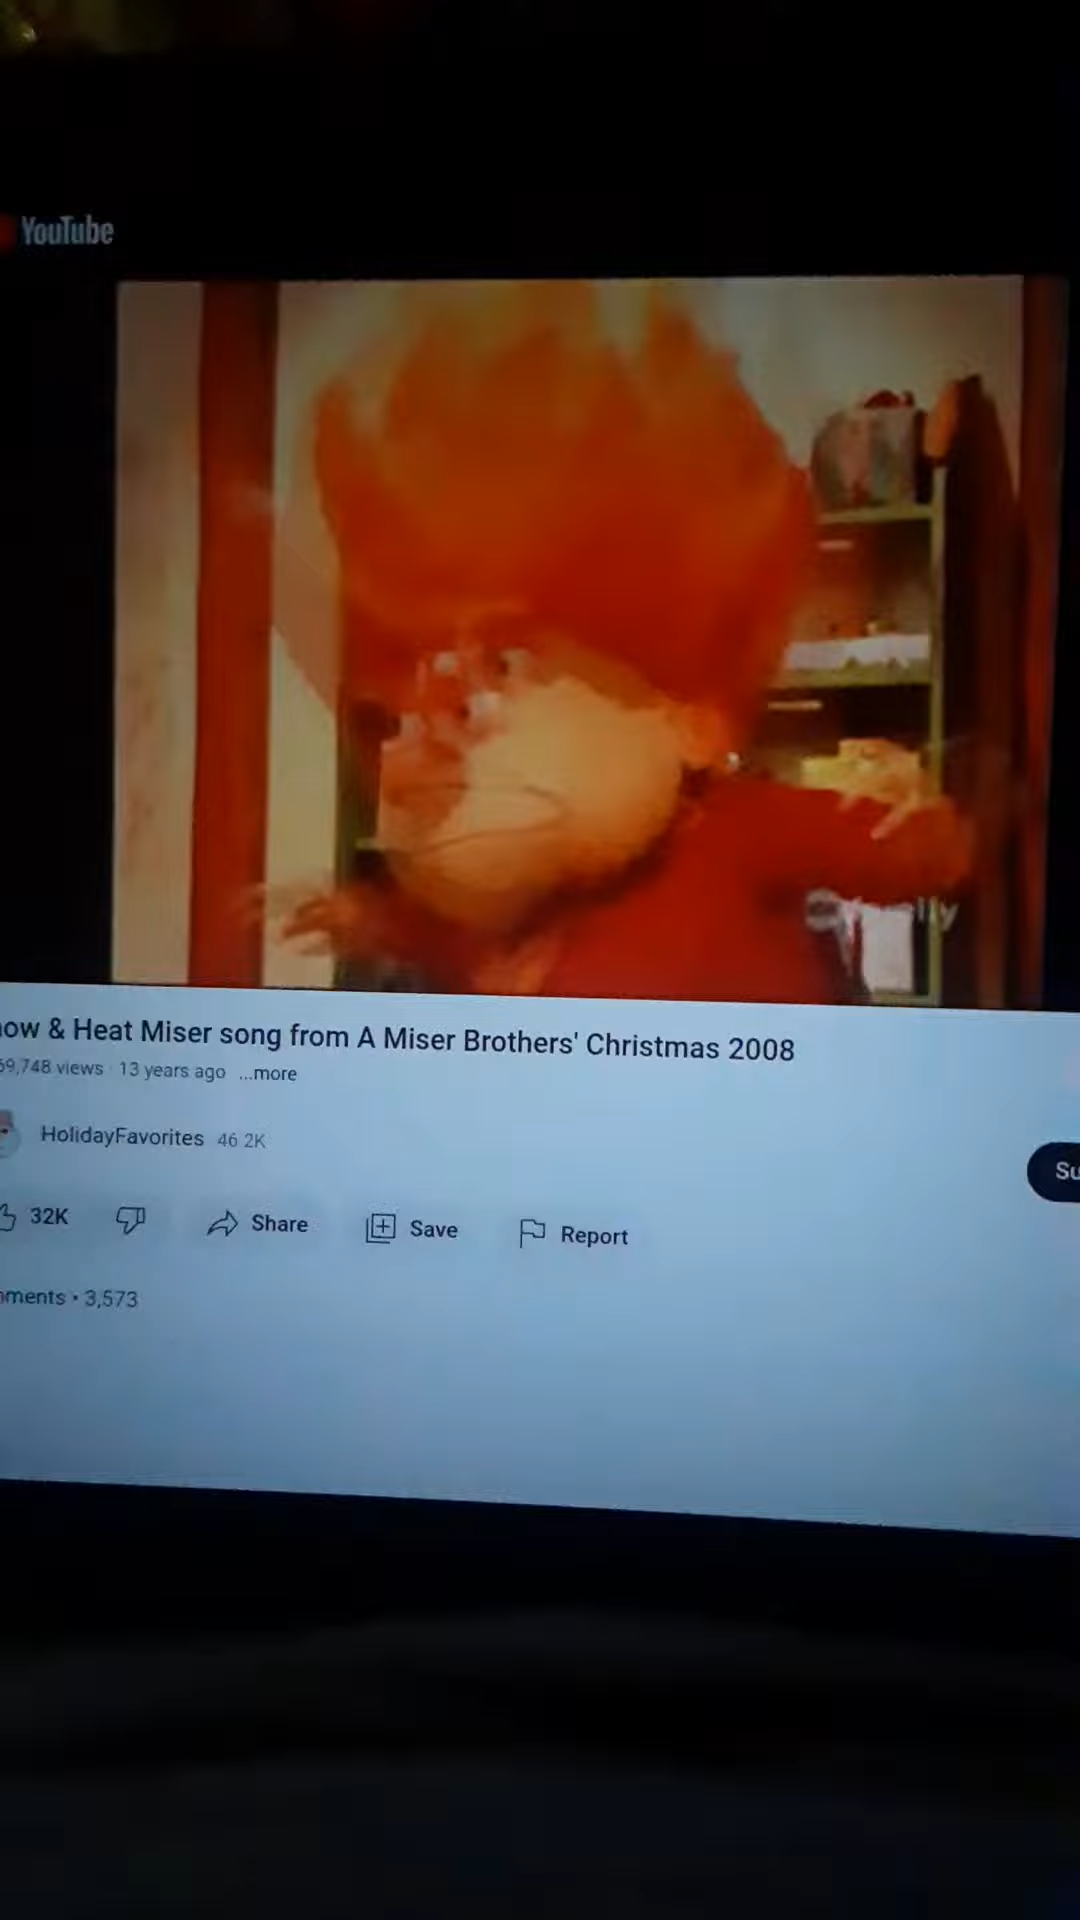 YouTube
ow & Heat Miser song from A Miser Brothers' Christmas 2008
69,748 views 13 years ago ...more
HolidayFavorites 46.2K
32K Share Save Report
Su
ments • 3,573